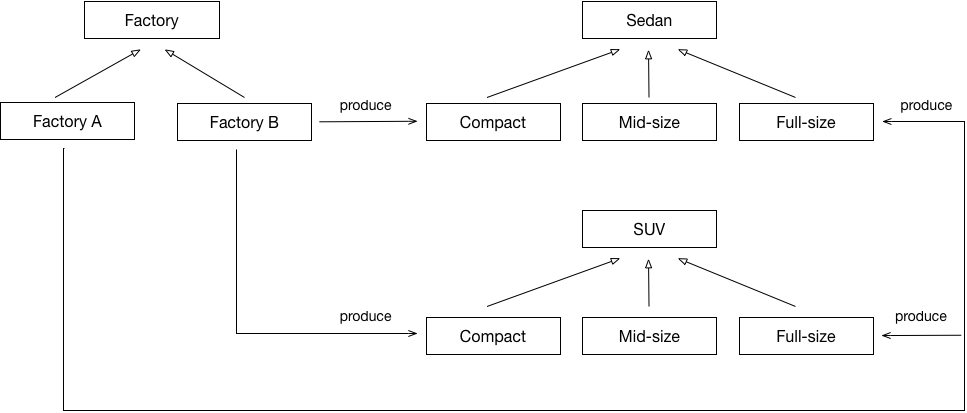 Factory
Sedan
Factory A
Factory B
produce
Compact
Mid-size
Full-size
produce
SUV
produce
Compact
Mid-size
Full-size
produce